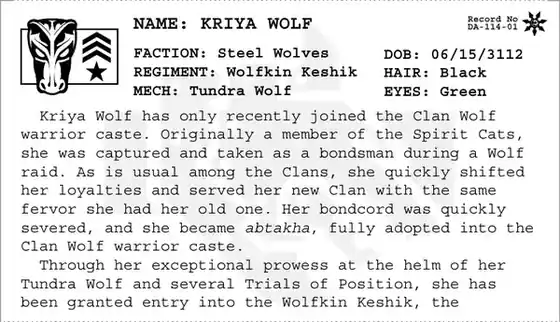 NAME: KRIYA WOLF
Record No
DA-114-01
FACTION: Steel Wolves
DOB: 06/15/3112
REGIMENT: Wolfkin Keshik
HAIR: Black
MECH: Tundra Wolf
EYES: Green
Kriya Wolf has only recently joined the Clan Wolf
warrior caste. Originally a member of the Spirit Cats,
she was captured and taken as a bondsman during a Wolf
raid. As is usual among the Clans, she quickly shifted
her loyalties and served her new Clan with the same
fervor she had her old one. Her bondcord was quickly
severed, and she became abtakha, fully adopted into the
Clan Wolf warrior caste.
Through her exceptional prowess at the helm of her
Tundra Wolf and several Trials of Position, she has
been granted entry into the Wolfkin Keshik, the